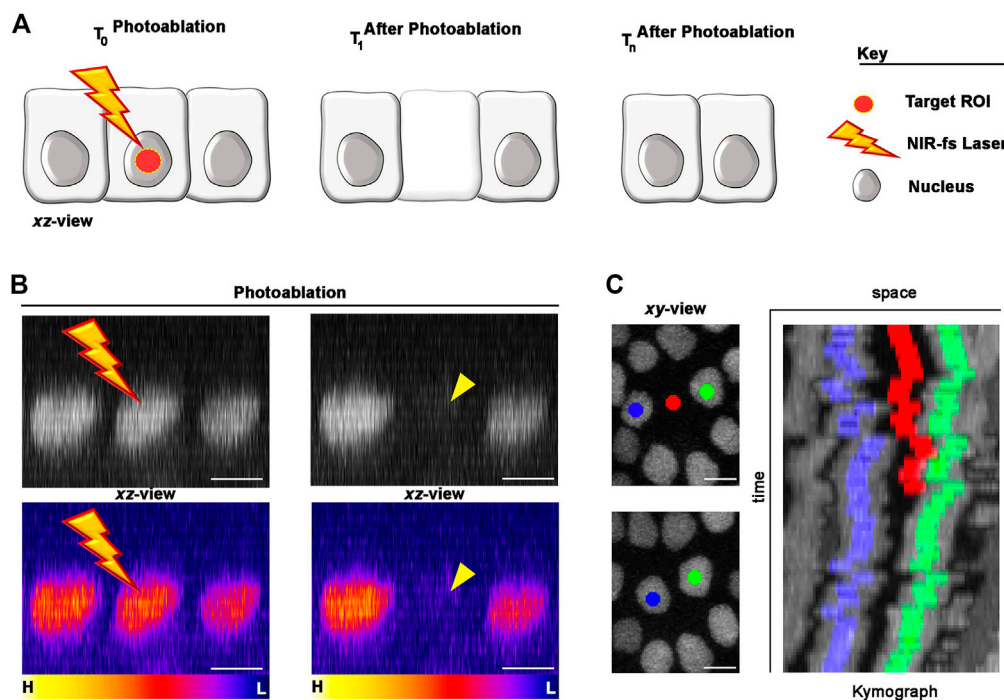 A
T0 Photoablation
T1 After Photoablation
Tn After Photoablation
Key
Target ROI
NIR-fs Laser
Nucleus
xz-view
B
Photoablation
xz-view
xz-view
H
L
H
L
C
xy-view
space
time
Kymograph